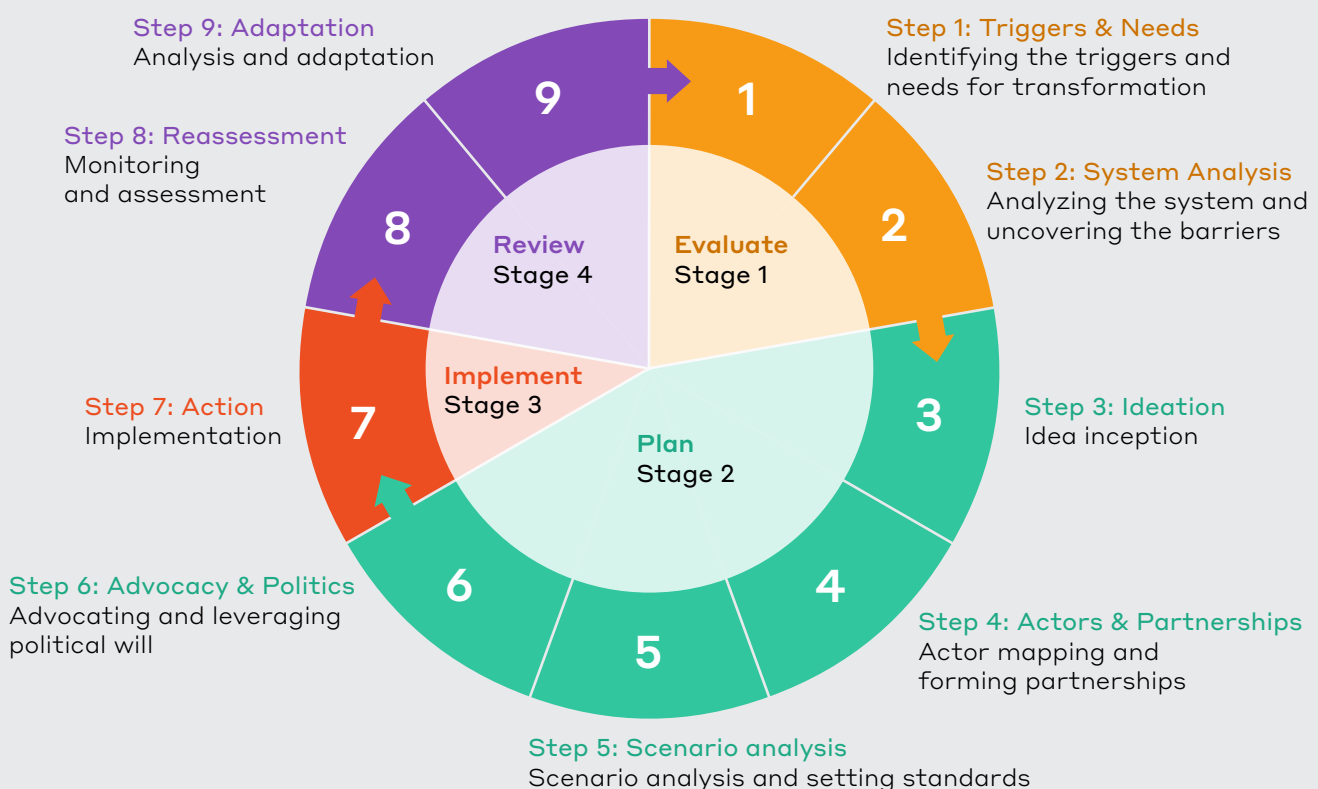 Step 1: Triggers & Needs
Identifying the triggers and
needs for transformation
Step 2: System Analysis
Analyzing the system and
uncovering the barriers
Step 3: Ideation
Idea inception
Step 4: Actors & Partnerships
Actor mapping and
forming partnerships
Step 5: Scenario analysis
Scenario analysis and setting standards
Step 6: Advocacy & Politics
Advocating and leveraging
political will
Step 7: Action
Implementation
Step 8: Reassessment
Monitoring
and assessment
Step 9: Adaptation
Analysis and adaptation
1
2
3
4
5
6
7
8
9
Evaluate
Stage 1
Plan
Stage 2
Implement
Stage 3
Review
Stage 4